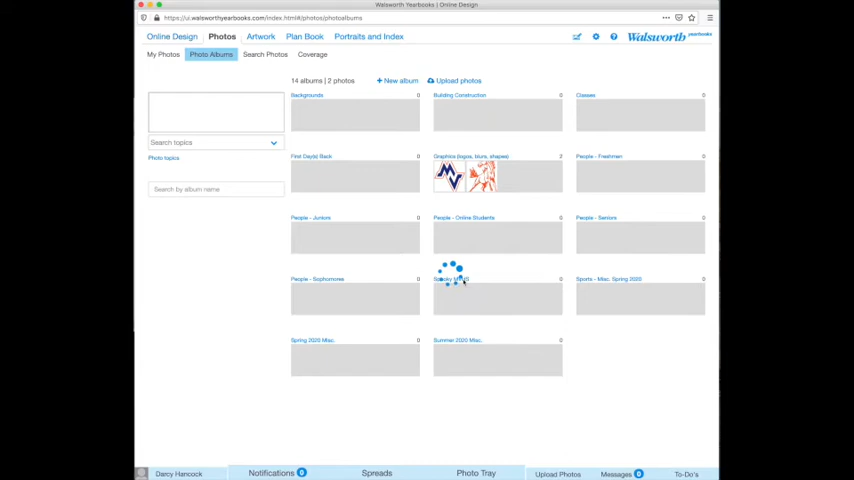 Walsworth Yearbooks | Online Design
https://ui.walsworthyearbooks.com/index.html#/photos/photoalbums
Online Design Photos Artwork Plan Book Portraits and Index Walsworth yearbooks
My Photos Photo Albums Search Photos Coverage
14 albums | 2 photos + New album Upload photos
Search topics
Photo topics
Search by album name
Backgrounds 0 Building Construction 0 Classes 0
First Day(s) Back 0 Graphics (logos, blurs, shapes) 2 People - Freshmen 0
MV
People - Juniors 0 People - Online Students 0 People - Seniors 0
People - Sophomores 0 Spooky 0 Sports - Misc. Spring 2020 0
Spring 2020 Misc. 0 Summer 2020 Misc. 0
Darcy Hancock Notifications 0 Spreads Photo Tray Upload Photos Messages 0 To-Do's